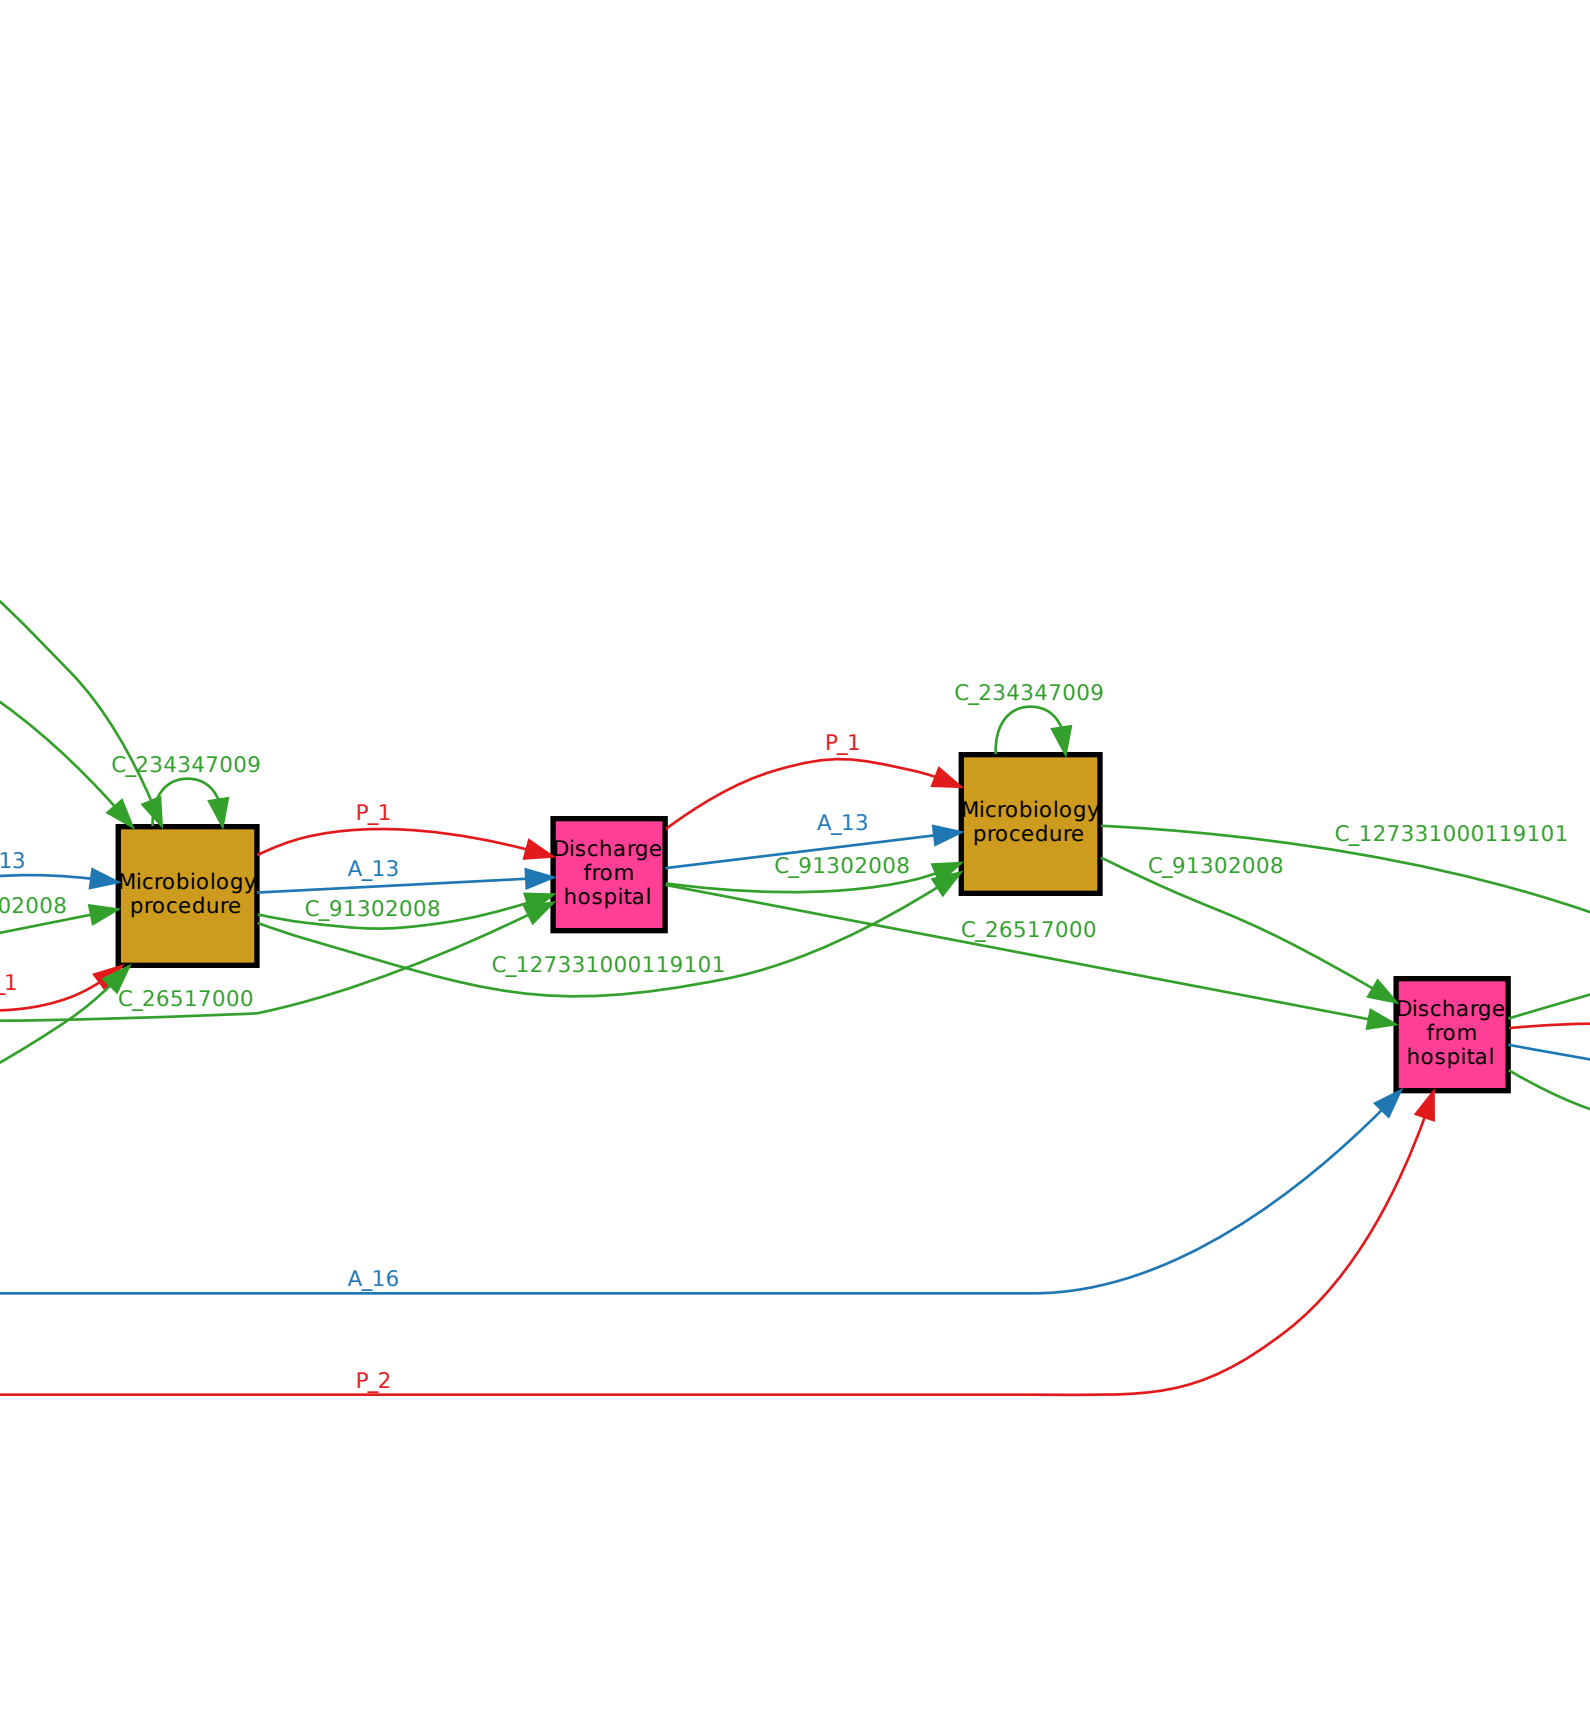 C_234347009
P_1
C_234347009
P_1
A_13
C_127331000119101
Microbiology
procedure
Discharge
from
hospital
13
A_13
C_91302008
C_91302008
Microbiology
procedure
02008
C_91302008
C_26517000
C_127331000119101
_1
C_26517000
Discharge
from
hospital
A_16
P_2